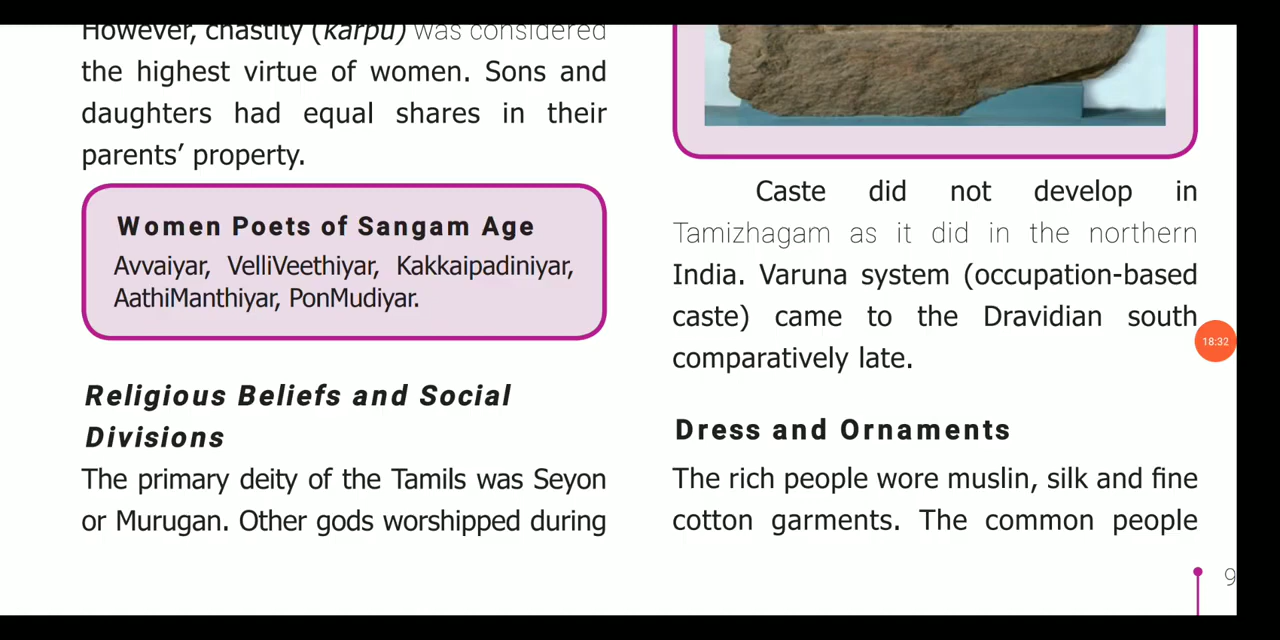 However, chastity (karpu) was considered
the highest virtue of women. Sons and
daughters had equal shares in their
parents’ property.
Women Poets of Sangam Age
Avvaiyar, VelliVeethiyar, Kakkaipadiniyar,
AathiManthiyar, PonMudiyar.
Religious Beliefs and Social
Divisions
The primary deity of the Tamils was Seyon
or Murugan. Other gods worshipped during
Caste did not develop in
Tamizhagam as it did in the northern
India. Varuna system (occupation-based
caste) came to the Dravidian south
comparatively late.
Dress and Ornaments
The rich people wore muslin, silk and fine
cotton garments. The common people
18:32
9